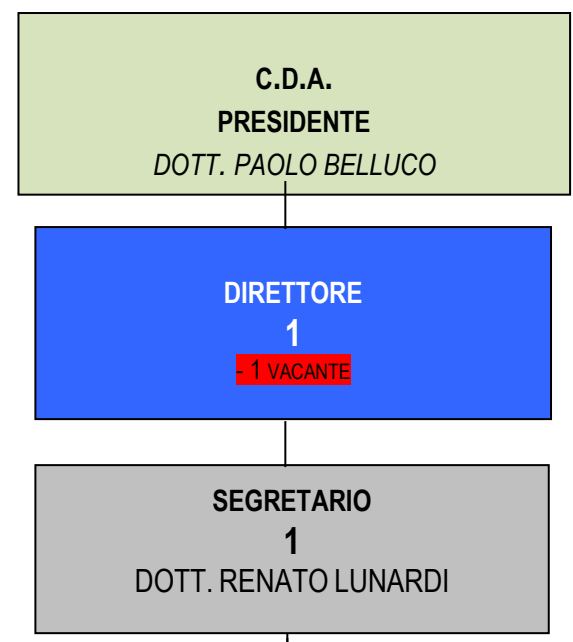 C.D.A.
PRESIDENTE
DOTT. PAOLO BELLUCO
DIRETTORE
1
- 1 VACANTE
SEGRETARIO
1
DOTT. RENATO LUNARDI